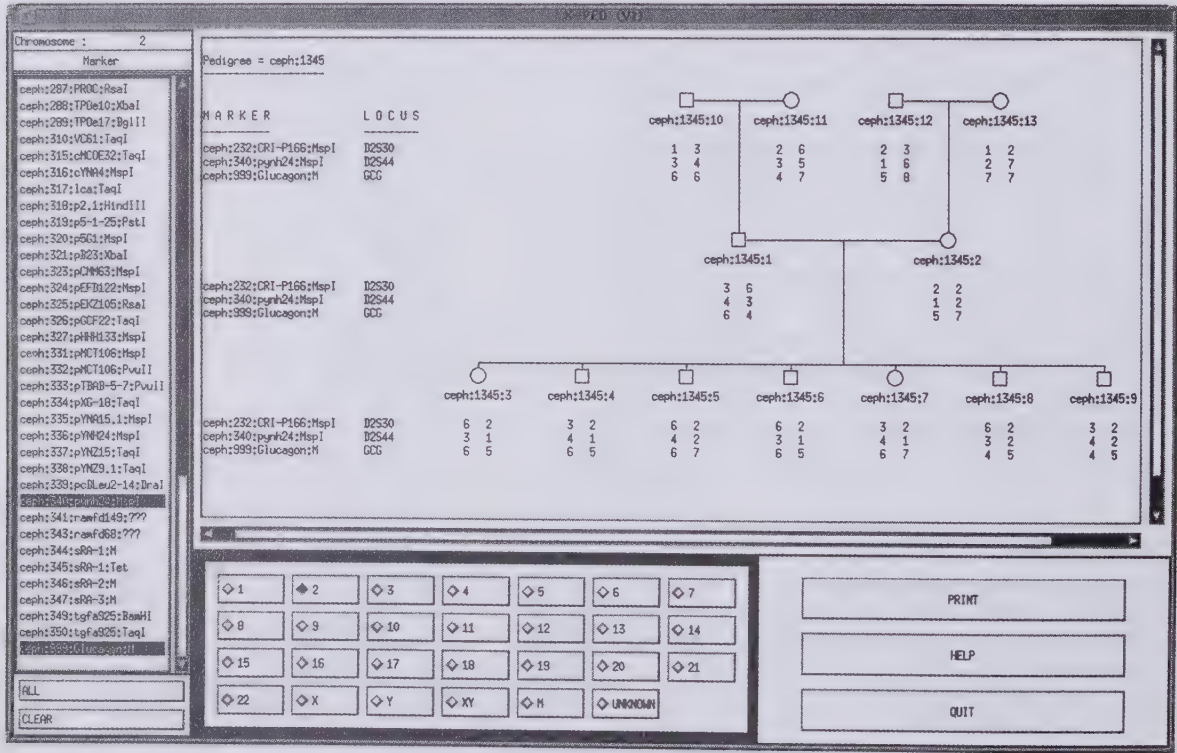 X-PED (V1)
Chromosome : 2
Marker
ceph:287:PROC:RsaI
ceph:288:TPOe10:XbaI
ceph:289:TPOe17:BglII
ceph:310:VC61:TaqI
ceph:315:cMCOE32:TaqI
ceph:316:cYNA4:MspI
ceph:317:lca:TaqI
ceph:318:p2.1:HindIII
ceph:319:p5-1-25:PstI
ceph:320:p5G1:MspI
ceph:321:pB23:XbaI
ceph:323:pCMM63:MspI
ceph:324:pEFD122:MspI
ceph:325:pEKZ105:RsaI
ceph:326:pGCF22:TaqI
ceph:327:pHHH133:MspI
ceph:331:pMCT106:MspI
ceph:332:pMCT106:PvuII
ceph:333:pTBAB-5-7:PvuII
ceph:334:pXG-18:TaqI
ceph:335:pYNA15.1:MspI
ceph:336:pYNH24:MspI
ceph:337:pYNZ15:TaqI
ceph:338:pYNZ9.1:TaqI
ceph:339:pcDLeu2-14:DraI
ceph:340:pynh24:MspI
ceph:341:ramfd149:???
ceph:343:ramfd68:???
ceph:344:sRA-1:M
ceph:345:sRA-1:Tet
ceph:346:sRA-2:M
ceph:347:sRA-3:M
ceph:349:tgfa925:BamHI
ceph:350:tgfa925:TaqI
ceph:999:Glucagon:M
ALL
CLEAR
Pedigree = ceph:1345
MARKER LOCUS
ceph:1345:10 ceph:1345:11 ceph:1345:12 ceph:1345:13
ceph:232:CRI-P166:MspI D2S30 1 3 2 6 2 3 1 2
ceph:340:pynh24:MspI D2S44 3 4 3 5 1 6 2 7
ceph:999:Glucagon:M GCG 6 6 4 7 5 8 7 7
ceph:1345:1 ceph:1345:2
ceph:232:CRI-P166:MspI D2S30 3 6 2 2
ceph:340:pynh24:MspI D2S44 4 3 1 2
ceph:999:Glucagon:M GCG 6 4 5 7
ceph:1345:3 ceph:1345:4 ceph:1345:5 ceph:1345:6 ceph:1345:7 ceph:1345:8 ceph:1345:9
ceph:232:CRI-P166:MspI D2S30 6 2 3 2 6 2 6 2 3 2 6 2 3 2
ceph:340:pynh24:MspI D2S44 3 1 4 1 4 2 3 1 4 1 3 2 4 2
ceph:999:Glucagon:M GCG 6 5 6 5 6 7 6 5 6 7 4 5 4 5
1 2 3 4 5 6 7
8 9 10 11 12 13 14
15 16 17 18 19 20 21
22 X Y XY M UNKNOWN
PRINT
HELP
QUIT